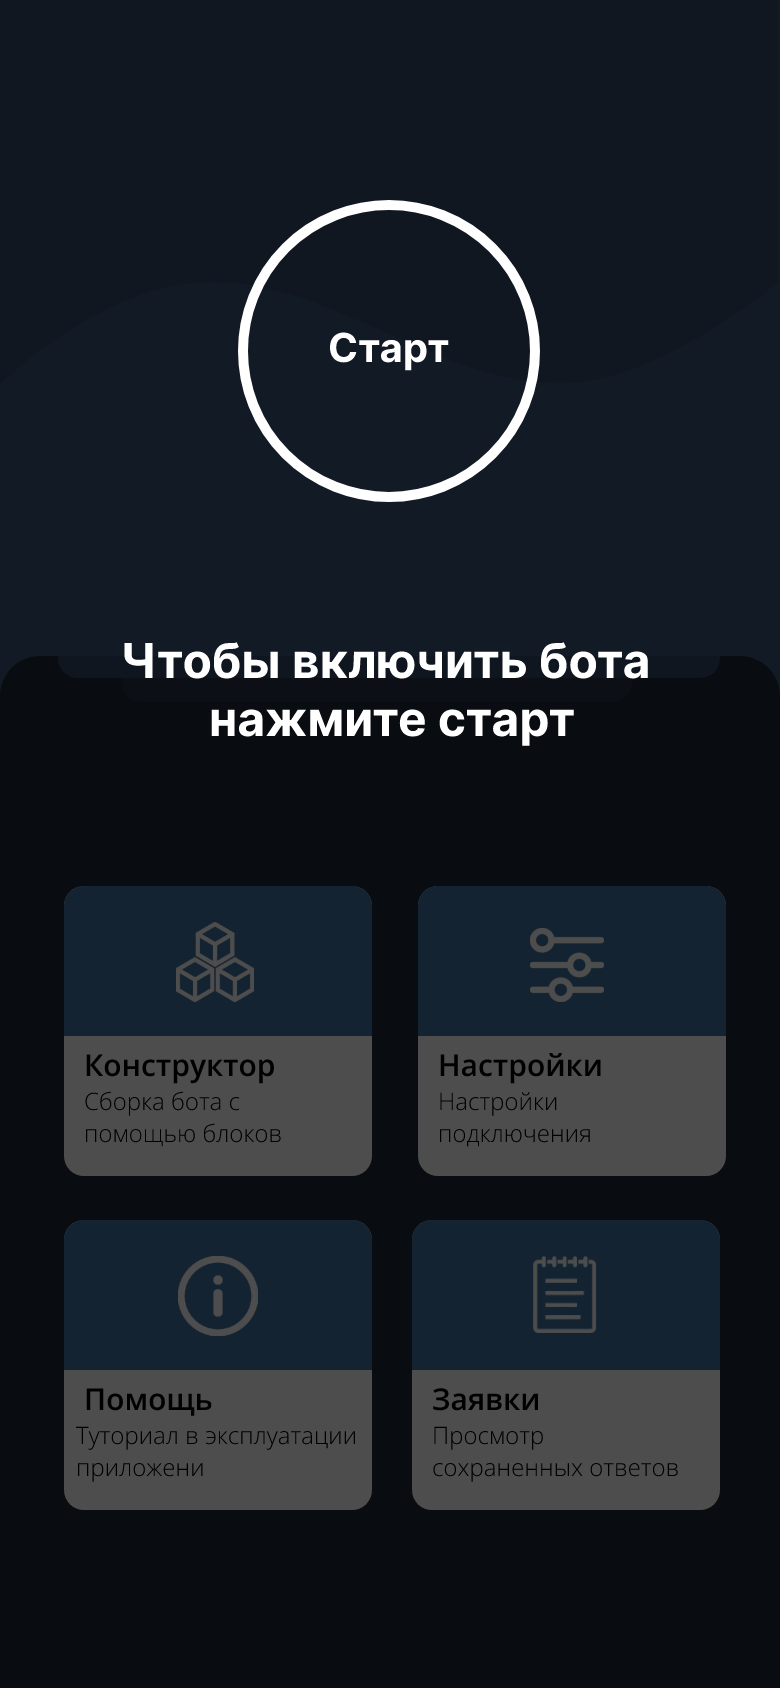 Старт
Чтобы включить бота
нажмите старт
Конструктор
Сборка бота с
помощью блоков
Настройки
Настройки
подключения
Помощь
Туториал в эксплуатации
приложени
Заявки
Просмотр
сохраненных ответов